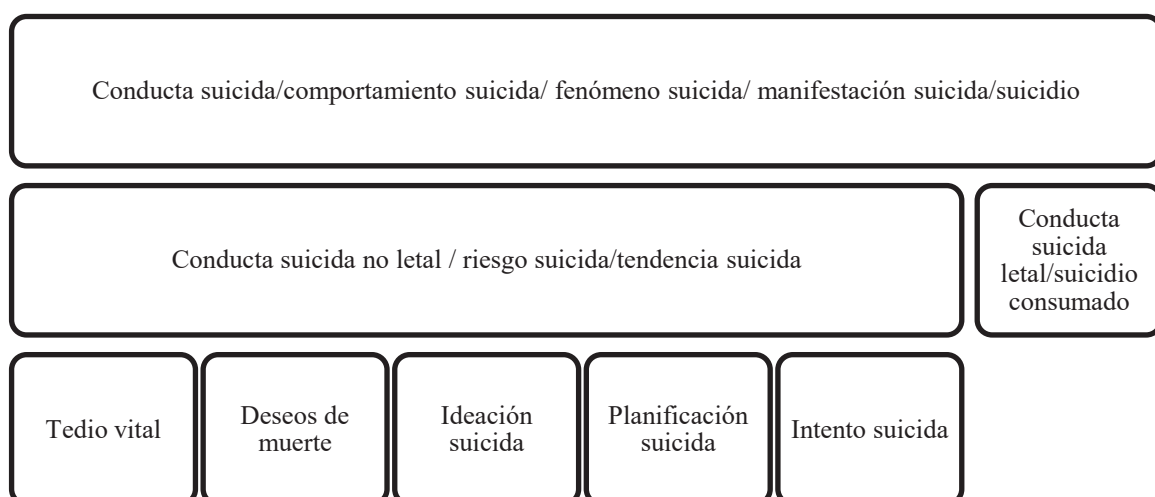 Conducta suicida/comportamiento suicida/ fenómeno suicida/ manifestación suicida/suicidio
Conducta suicida no letal / riesgo suicida/tendencia suicida
Conducta
suicida
letal/suicidio
consumado
Tedio vital
Deseos de
muerte
Ideación
suicida
Planificación
suicida
Intento suicida